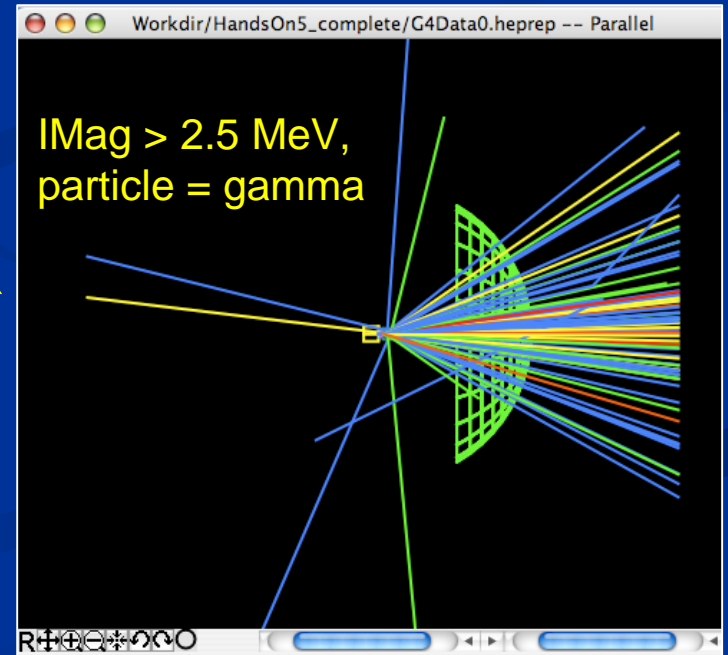 Workdir/HandsOn5_complete/G4Data0.heprep -- Parallel
IMag > 2.5 MeV,
particle = gamma
R